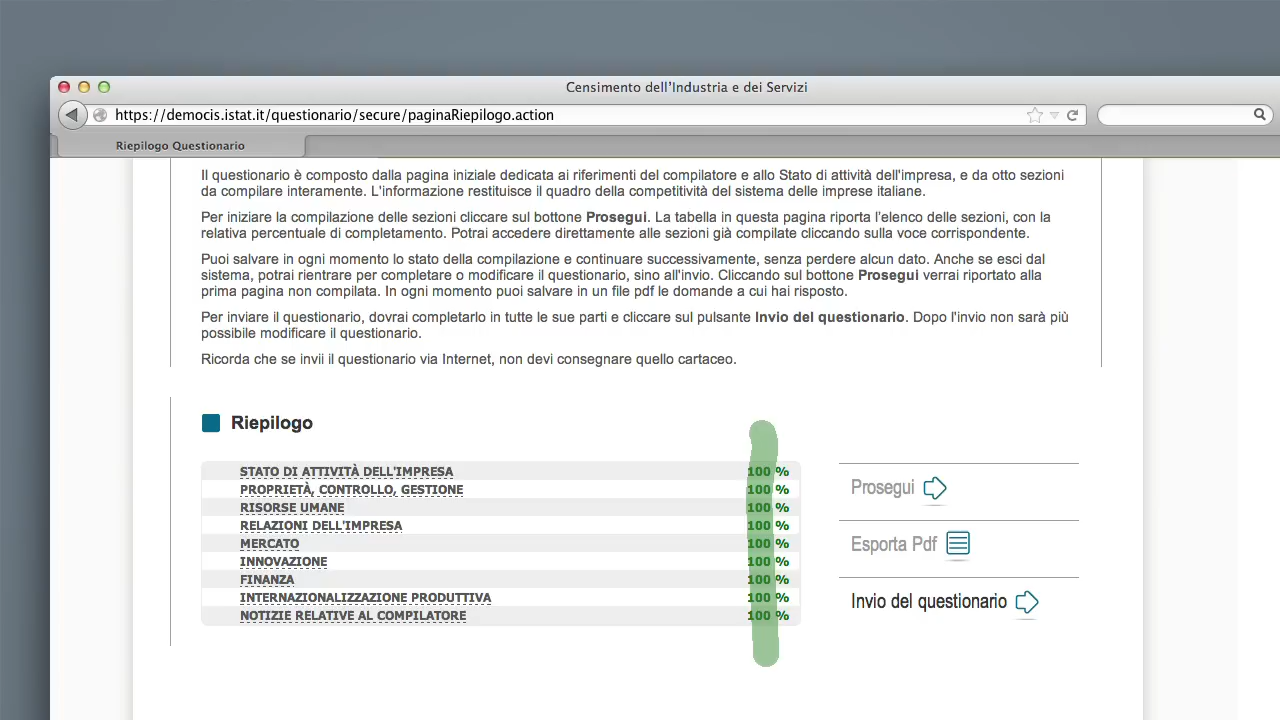 Censimento dell'Industria e dei Servizi
https://democis.istat.it/questionario/secure/paginaRiepilogo.action
Riepilogo Questionario
Il questionario è composto dalla pagina iniziale dedicata ai riferimenti del compilatore e allo Stato di attività dell'impresa, e da otto sezioni
da compilare interamente. L'informazione restituisce il quadro della competitività del sistema delle imprese italiane.
Per iniziare la compilazione delle sezioni cliccare sul bottone Prosegui. La tabella in questa pagina riporta l'elenco delle sezioni, con la
relativa percentuale di completamento. Potrai accedere direttamente alle sezioni già compilate cliccando sulla voce corrispondente.
Puoi salvare in ogni momento lo stato della compilazione e continuare successivamente, senza perdere alcun dato. Anche se esci dal
sistema, potrai rientrare per completare o modificare il questionario, sino all'invio. Cliccando sul bottone Prosegui verrai riportato alla
prima pagina non compilata. In ogni momento puoi salvare in un file pdf le domande a cui hai risposto.
Per inviare il questionario, dovrai completarlo in tutte le sue parti e cliccare sul pulsante Invio del questionario. Dopo l'invio non sarà più
possibile modificare il questionario.
Ricorda che se invii il questionario via Internet, non devi consegnare quello cartaceo.
Riepilogo
STATO DI ATTIVITÀ DELL'IMPRESA 100 %
PROPRIETÀ, CONTROLLO, GESTIONE 100 %
RISORSE UMANE 100 %
RELAZIONI DELL'IMPRESA 100 %
MERCATO 100 %
INNOVAZIONE 100 %
FINANZA 100 %
INTERNAZIONALIZZAZIONE PRODUTTIVA 100 %
NOTIZIE RELATIVE AL COMPILATORE 100 %
Prosegui
Esporta Pdf
Invio del questionario